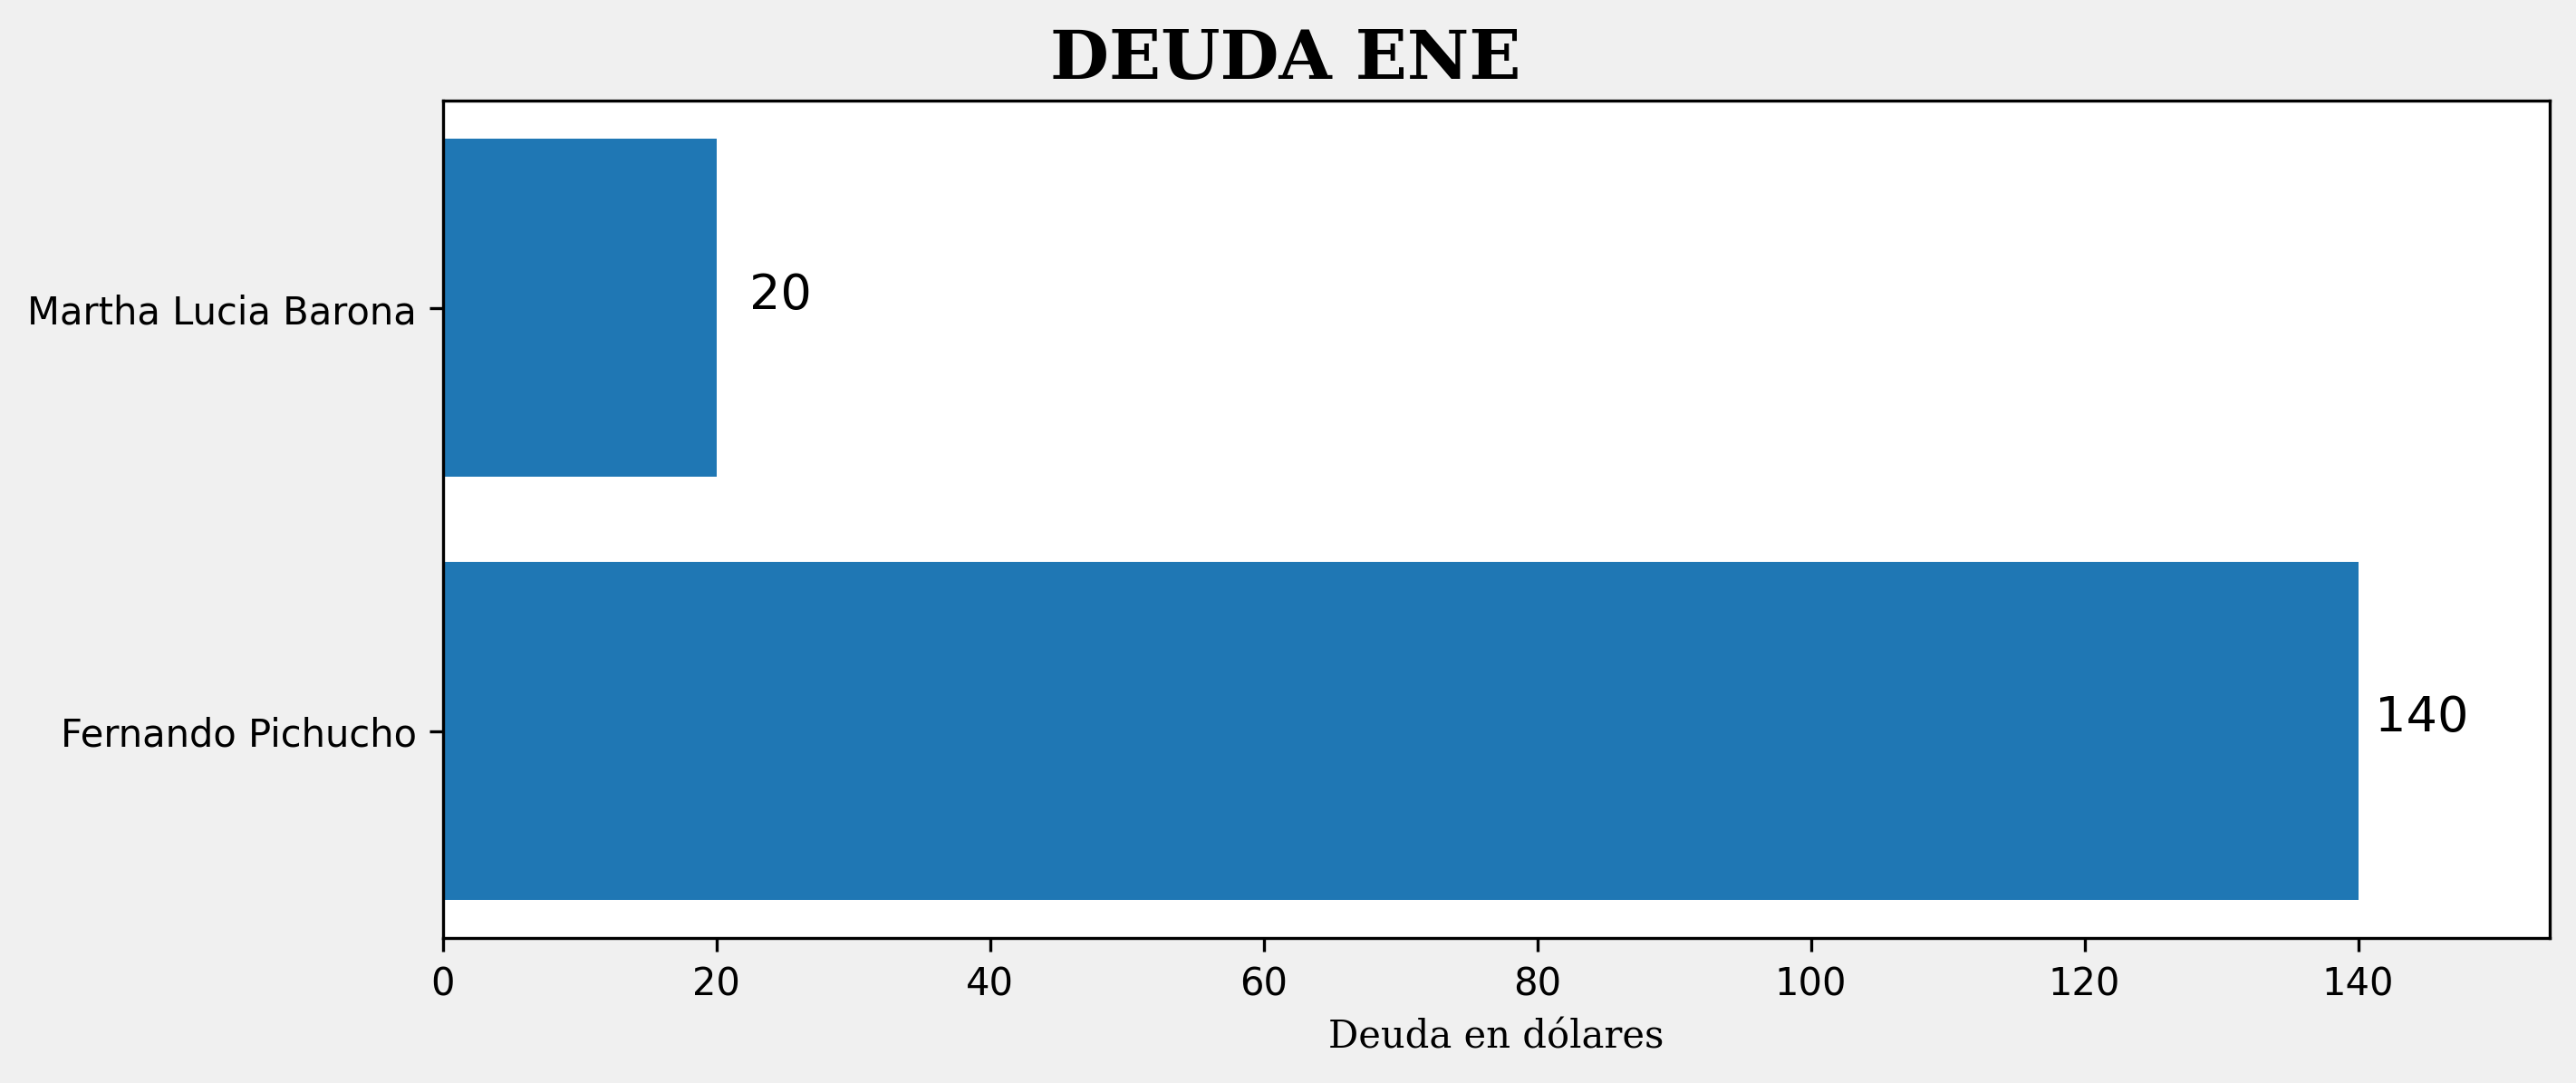 DEUDA ENE
Martha Lucia Barona
20
Fernando Pichucho
140
0 20 40 60 80 100 120 140
Deuda en dólares